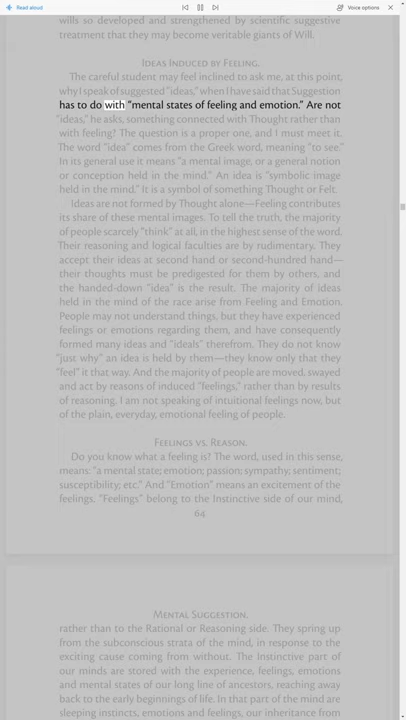 Read aloud
Voice options
wills so developed and strengthened by scientific suggestive
treatment that they may become veritable giants of Will.
Ideas Induced by Feeling.
The careful student may feel inclined to ask me, at this point,
why I speak of suggested “ideas,” when I have said that Suggestion
has to do with “mental states of feeling and emotion.” Are not
“ideas,” he asks, something connected with Thought rather than
with feeling? The question is a proper one, and I must meet it.
The word “idea” comes from the Greek word, meaning “to see.”
In its general use it means “a mental image, or a general notion
or conception held in the mind.” An idea is “symbolic image
held in the mind.” It is a symbol of something Thought or Felt.
Ideas are not formed by Thought alone—Feeling contributes
its share of these mental images. To tell the truth, the majority
of people scarcely “think” at all, in the highest sense of the word.
Their reasoning and logical faculties are by rudimentary. They
accept their ideas at second hand or second-hundred hand—
their thoughts must be predigested for them by others, and
the handed-down “idea” is the result. The majority of ideas
held in the mind of the race arise from Feeling and Emotion.
People may not understand things, but they have experienced
feelings or emotions regarding them, and have consequently
formed many ideas and “ideals” therefrom. They do not know
“just why” an idea is held by them—they know only that they
“feel” it that way. And the majority of people are moved, swayed
and act by reasons of induced “feelings,” rather than by results
of reasoning. I am not speaking of intuitional feelings now, but
of the plain, everyday, emotional feeling of people.
Feelings vs. Reason.
Do you know what a feeling is? The word, used in this sense,
means: “a mental state; emotion; passion; sympathy; sentiment;
susceptibility; etc.” And “Emotion” means an excitement of the
feelings. “Feelings,” belong to the Instinctive side of our mind,
64
Mental Suggestion.
rather than to the Rational or Reasoning side. They spring up
from the subconscious strata of the mind, in response to the
exciting cause coming from without. The Instinctive part of
our minds are stored with the experience, feelings, emotions
and mental states of our long line of ancestors, reaching away
back to the early beginnings of life. In that part of the mind are
sleeping instincts, emotions and feelings, our inheritance from